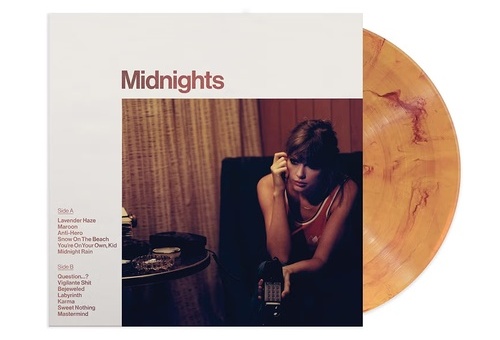 Midnights
Side A
Lavender Haze
Maroon
Anti-Hero
Snow On The Beach
You're On Your Own, Kid
Midnight Rain
Side B
Question...?
Vigilante Shit
Bejeweled
Labyrinth
Karma
Sweet Nothing
Mastermind